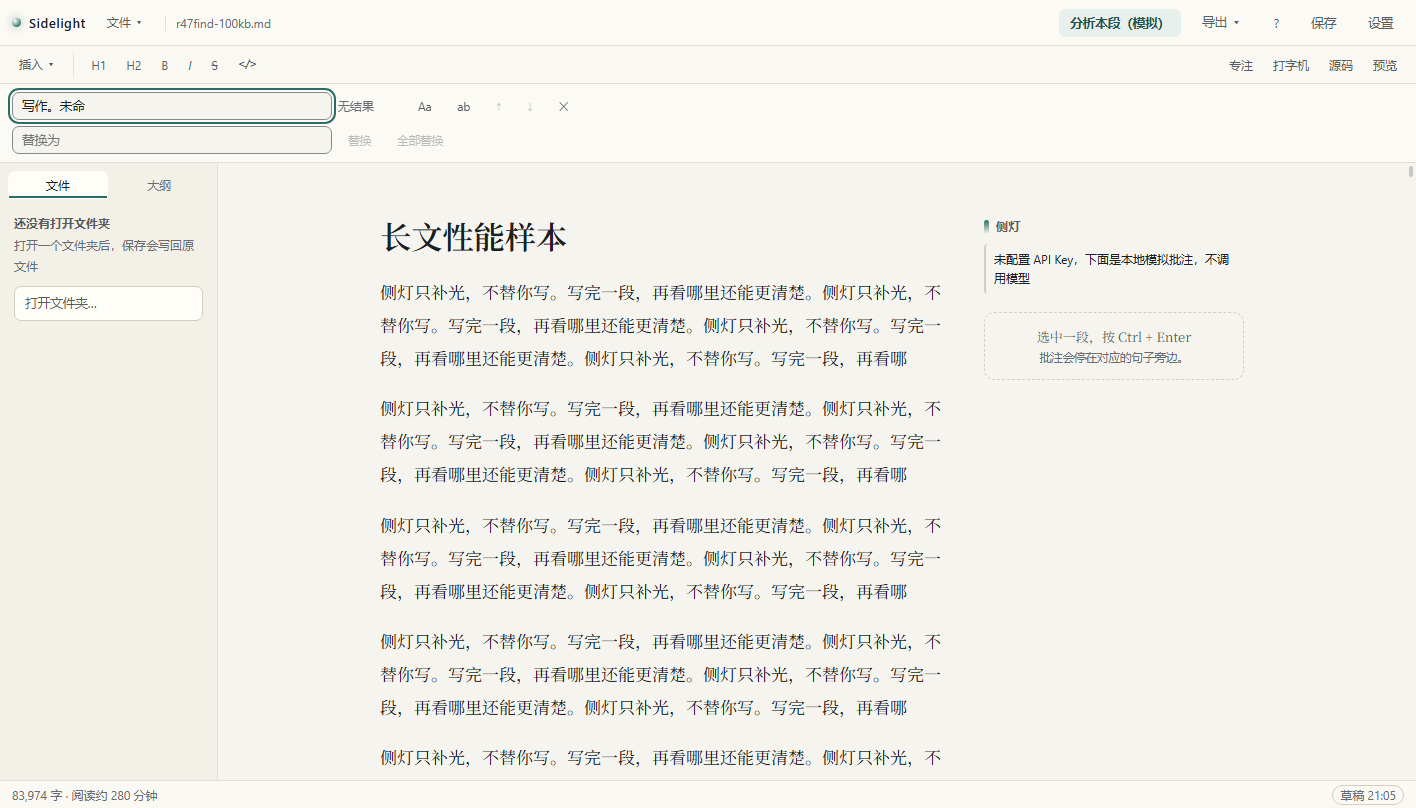 Sidelight 文件 r47find-100kb.md 分析本段（模拟） 导出 ? 保存 设置
插入 H1 H2 B I S </> 专注 打字机 源码 预览
写作。未命 无结果 Aa ab ↑ ↓ ×
替换为 替换 全部替换
文件 大纲
还没有打开文件夹
打开一个文件夹后，保存会写回原
文件
打开文件夹...
长文性能样本
侧灯只补光，不替你写。写完一段，再看哪里还能更清楚。侧灯只补光，不
替你写。写完一段，再看哪里还能更清楚。侧灯只补光，不替你写。写完一
段，再看哪里还能更清楚。侧灯只补光，不替你写。写完一段，再看哪
侧灯只补光，不替你写。写完一段，再看哪里还能更清楚。侧灯只补光，不
替你写。写完一段，再看哪里还能更清楚。侧灯只补光，不替你写。写完一
段，再看哪里还能更清楚。侧灯只补光，不替你写。写完一段，再看哪
侧灯只补光，不替你写。写完一段，再看哪里还能更清楚。侧灯只补光，不
替你写。写完一段，再看哪里还能更清楚。侧灯只补光，不替你写。写完一
段，再看哪里还能更清楚。侧灯只补光，不替你写。写完一段，再看哪
侧灯只补光，不替你写。写完一段，再看哪里还能更清楚。侧灯只补光，不
替你写。写完一段，再看哪里还能更清楚。侧灯只补光，不替你写。写完一
段，再看哪里还能更清楚。侧灯只补光，不替你写。写完一段，再看哪
侧灯只补光，不替你写。写完一段，再看哪里还能更清楚。侧灯只补光，不
侧灯
未配置 API Key，下面是本地模拟批注，不调
用模型
选中一段，按 Ctrl + Enter
批注会停在对应的句子旁边。
83,974 字 · 阅读约 280 分钟
草稿 21:05